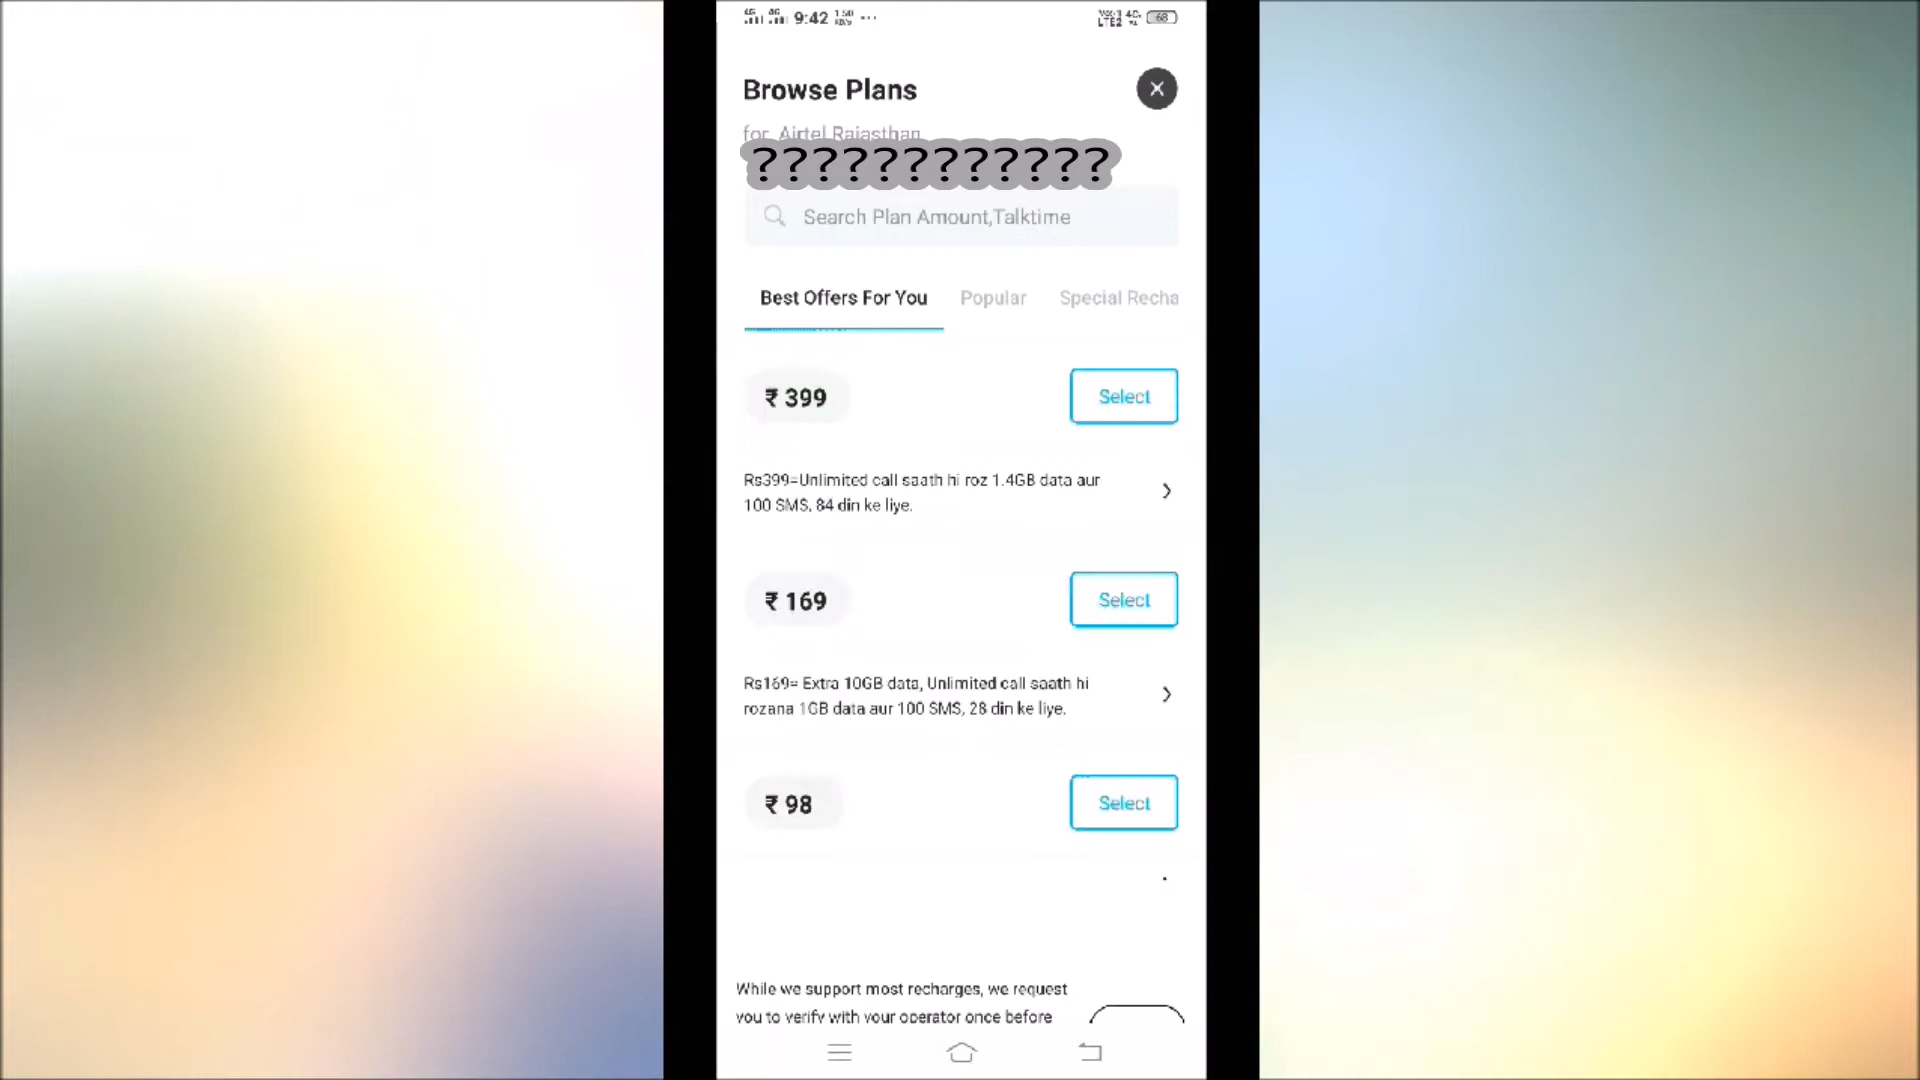 9:42
68
Browse Plans
for Airtel Rajasthan
????????????
Search Plan Amount,Talktime
Best Offers For You Popular Special Recha
₹ 399 Select
Rs399=Unlimited call saath hi roz 1.4GB data aur
100 SMS, 84 din ke liye.
₹ 169 Select
Rs169= Extra 10GB data, Unlimited call saath hi
rozana 1GB data aur 100 SMS, 28 din ke liye.
₹ 98 Select
While we support most recharges, we request
you to verify with your operator once before